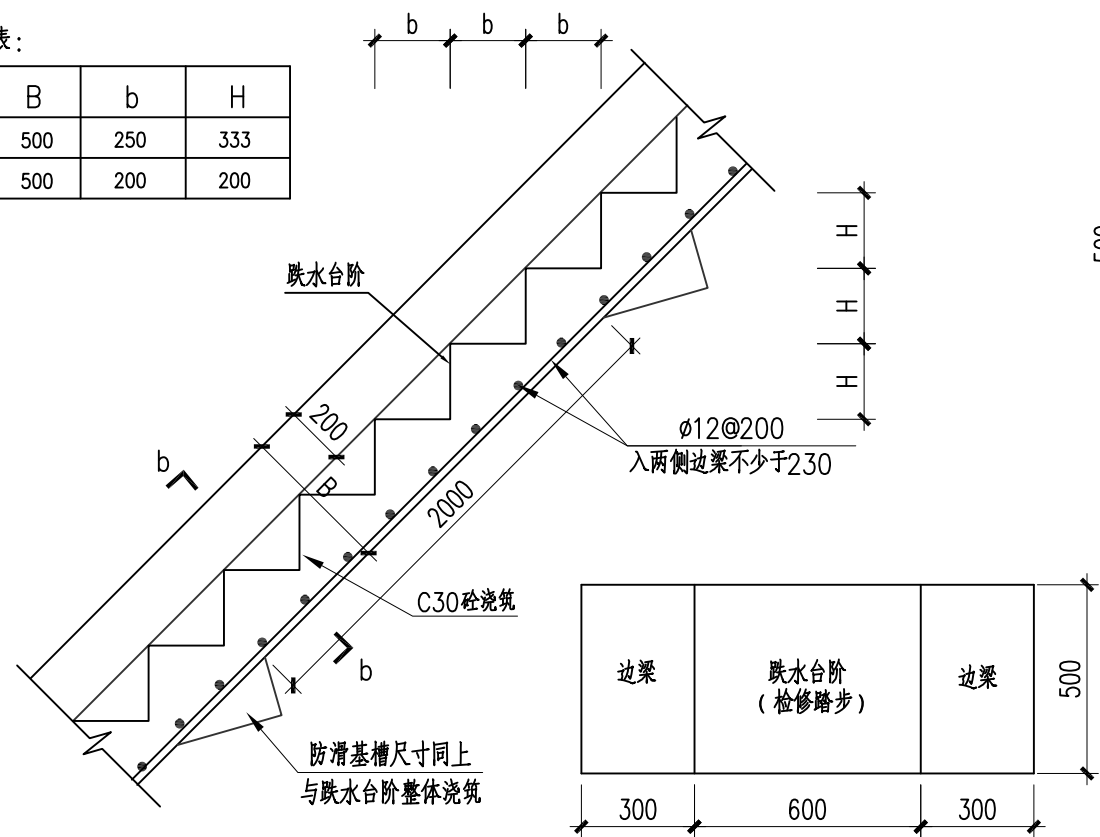 表:
B b H
500 250 333
500 200 200
b b b
跌水台阶
H
H
H
200
B
b
2000
ø12@200
入两侧边梁不少于230
C30砼浇筑
b
防滑基槽尺寸同上
与跌水台阶整体浇筑
边梁
跌水台阶
(检修踏步)
边梁
500
300 600 300